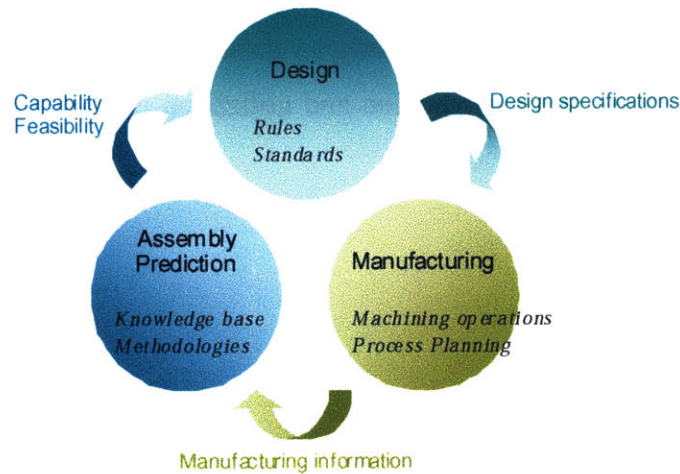 Design
Rules
Standards
Capability
Feasibility
Design specifications
Assembly
Prediction
Knowledge base
Methodologies
Manufacturing
Machining operations
Process Planning
Manufacturing information